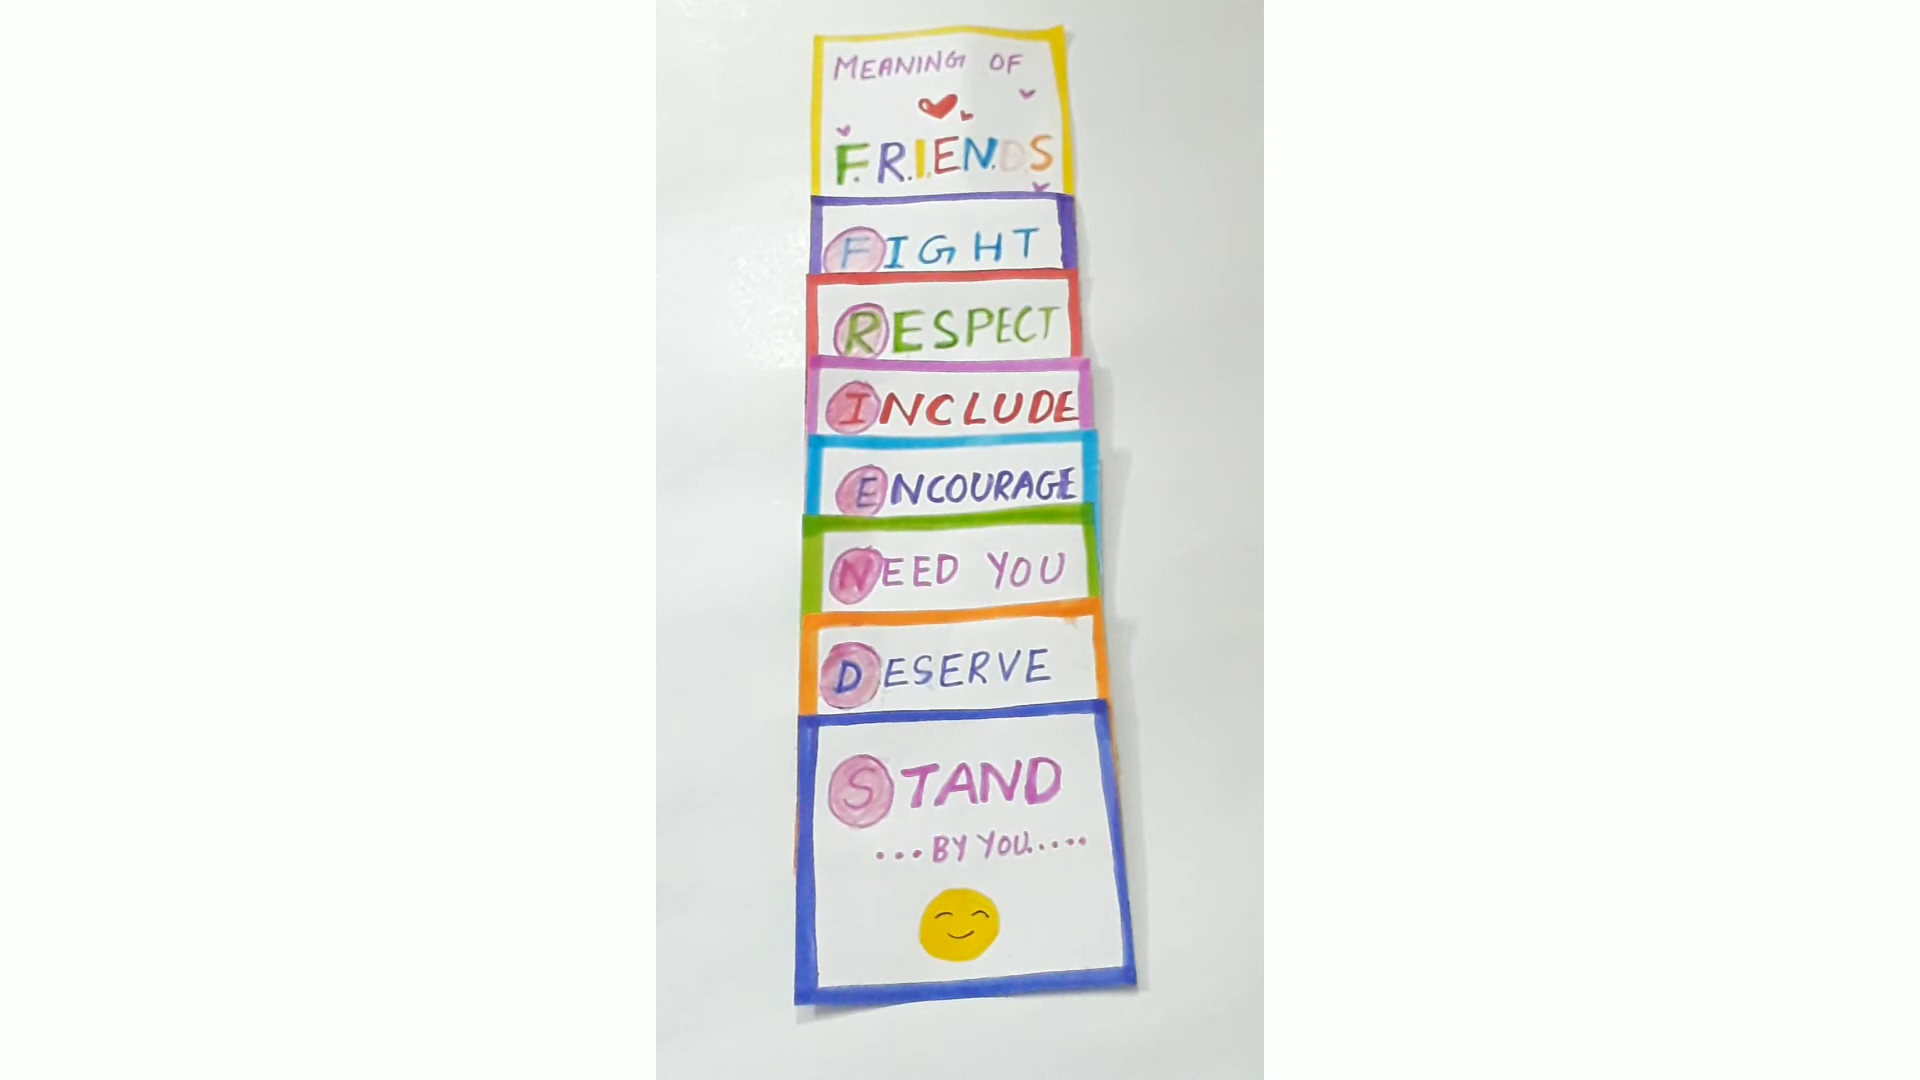 MEANING OF
F.R.I.E.N.D.S
FIGHT
RESPECT
INCLUDE
ENCOURAGE
NEED YOU
DESERVE
STAND
...BY YOU.....